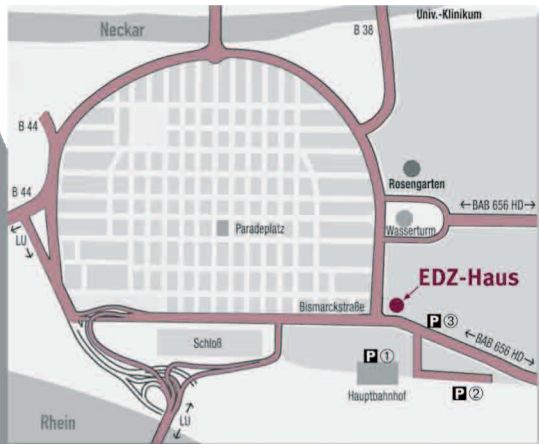 Univ.-Klinikum
Neckar
B 38
B 44
Rosengarten
B 44
←BAB 656 HD→
Paradeplatz
Wasserturm
← LU →
EDZ-Haus
Bismarckstraße
P ③
Schloß
P ①
←BAB 656 HD→
Hauptbahnhof
P ②
Rhein
← LU →